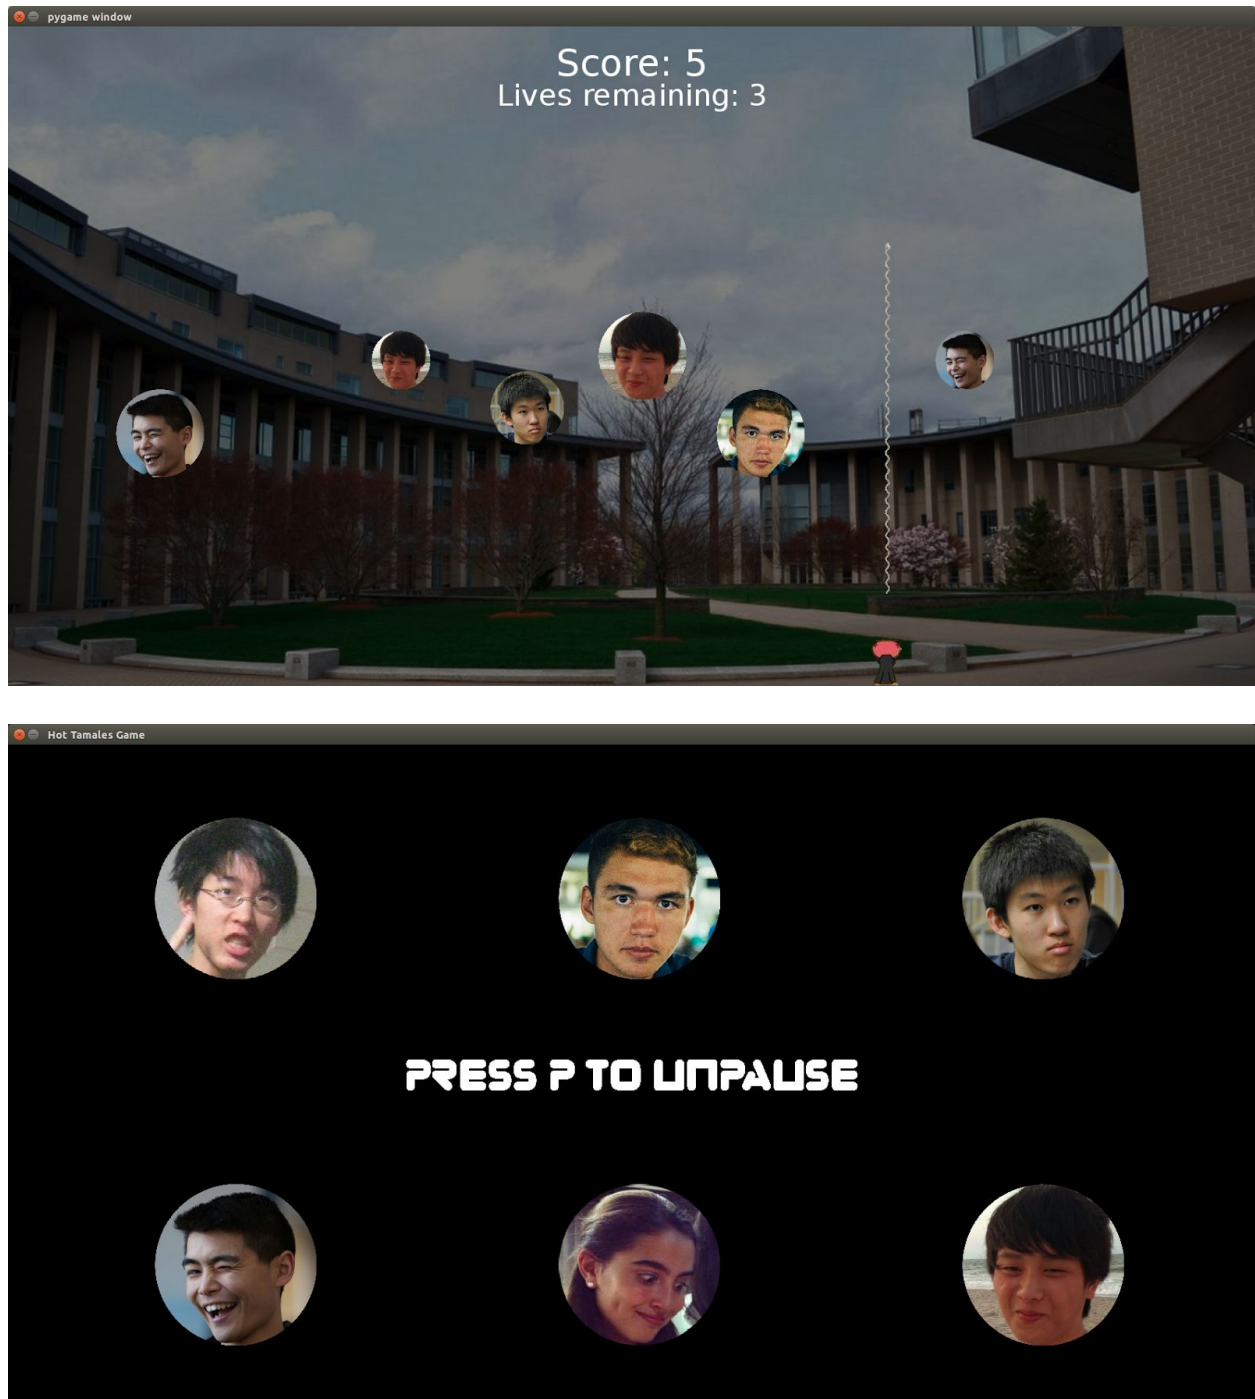 pygame window
Score: 5
Lives remaining: 3
Hot Tamales Game
PRESS P TO UNPAUSE